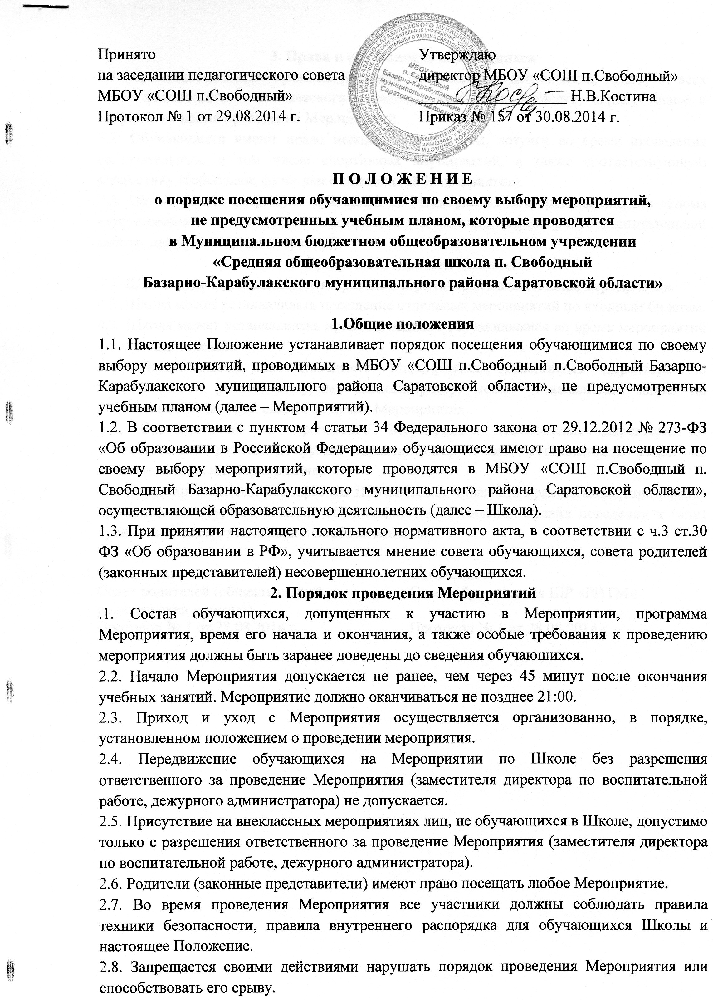 Принято
на заседании педагогического совета
МБОУ «СОШ п.Свободный»
Протокол № 1 от 29.08.2014 г.
Утверждаю
директор МБОУ «СОШ п.Свободный»
Н.В.Костина
Приказ № 157 от 30.08.2014 г.
МБОУ "СОШ
п. Свободный
Базарно-Карабулакского
муниципального района
Саратовской области"
П О Л О Ж Е Н И Е
о порядке посещения обучающимися по своему выбору мероприятий,
не предусмотренных учебным планом, которые проводятся
в Муниципальном бюджетном общеобразовательном учреждении
«Средняя общеобразовательная школа п. Свободный
Базарно-Карабулакского муниципального района Саратовской области»
1.Общие положения
1.1. Настоящее Положение устанавливает порядок посещения обучающимися по своему
выбору мероприятий, проводимых в МБОУ «СОШ п.Свободный п.Свободный Базарно-
Карабулакского муниципального района Саратовской области», не предусмотренных
учебным планом (далее – Мероприятий).
1.2. В соответствии с пунктом 4 статьи 34 Федерального закона от 29.12.2012 № 273-ФЗ
«Об образовании в Российской Федерации» обучающиеся имеют право на посещение по
своему выбору мероприятий, которые проводятся в МБОУ «СОШ п.Свободный п.
Свободный Базарно-Карабулакского муниципального района Саратовской области»,
осуществляющей образовательную деятельность (далее – Школа).
1.3. При принятии настоящего локального нормативного акта, в соответствии с ч.3 ст.30
ФЗ «Об образовании в РФ», учитывается мнение совета обучающихся, совета родителей
(законных представителей) несовершеннолетних обучающихся.
2. Порядок проведения Мероприятий
.1. Состав обучающихся, допущенных к участию в Мероприятии, программа
Мероприятия, время его начала и окончания, а также особые требования к проведению
мероприятия должны быть заранее доведены до сведения обучающихся.
2.2. Начало Мероприятия допускается не ранее, чем через 45 минут после окончания
учебных занятий. Мероприятие должно оканчиваться не позднее 21:00.
2.3. Приход и уход с Мероприятия осуществляется организованно, в порядке,
установленном положением о проведении мероприятия.
2.4. Передвижение обучающихся на Мероприятии по Школе без разрешения
ответственного за проведение Мероприятия (заместителя директора по воспитательной
работе, дежурного администратора) не допускается.
2.5. Присутствие на внеклассных мероприятиях лиц, не обучающихся в Школе, допустимо
только с разрешения ответственного за проведение Мероприятия (заместителя директора
по воспитательной работе, дежурного администратора).
2.6. Родители (законные представители) имеют право посещать любое Мероприятие.
2.7. Во время проведения Мероприятия все участники должны соблюдать правила
техники безопасности, правила внутреннего распорядка для обучающихся Школы и
настоящее Положение.
2.8. Запрещается своими действиями нарушать порядок проведения Мероприятия или
способствовать его срыву.